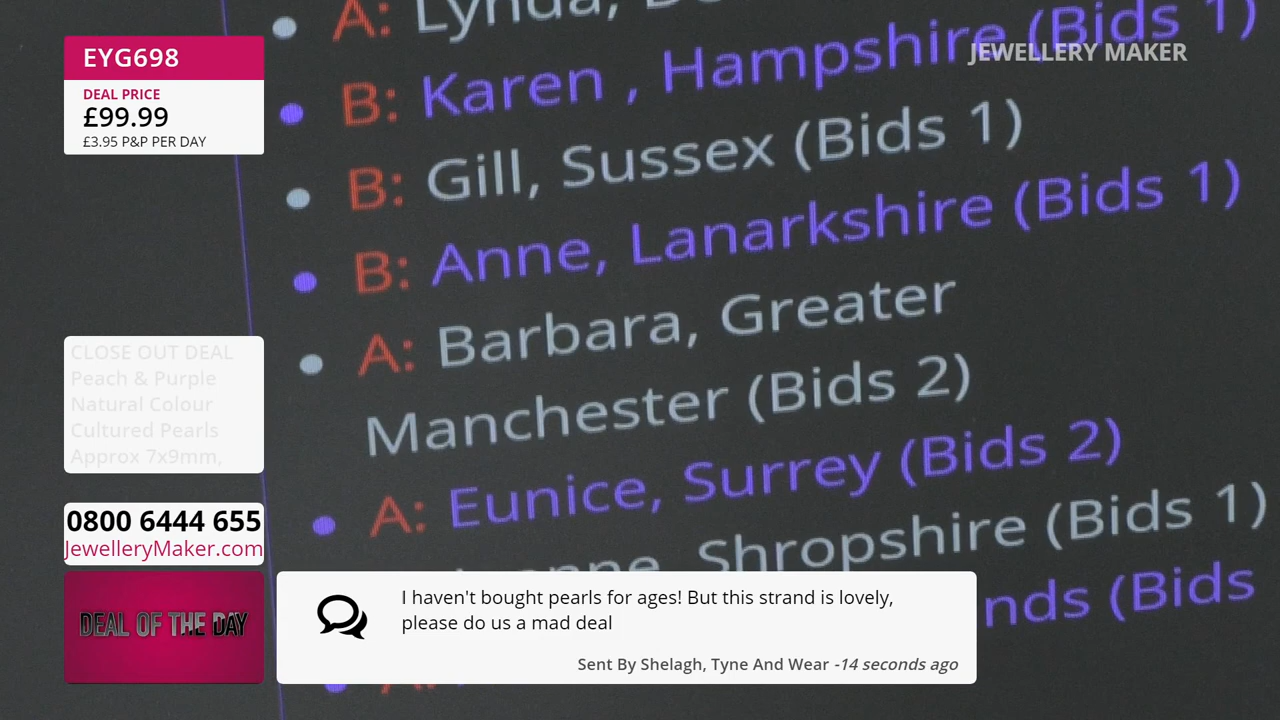 EYG698
DEAL PRICE
£99.99
£3.95 P&P PER DAY
JEWELLERY MAKER
A: Lynda,
B: Karen , Hampshire (Bids 1)
B: Gill, Sussex (Bids 1)
B: Anne, Lanarkshire (Bids 1)
A: Barbara, Greater
Manchester (Bids 2)
A: Eunice, Surrey (Bids 2)
Shropshire (Bids 1)
(Bids
CLOSE OUT DEAL
Peach & Purple
Natural Colour
Cultured Pearls
Approx 7x9mm,
0800 6444 655
JewelleryMaker.com
DEAL OF THE DAY
I haven't bought pearls for ages! But this strand is lovely,
please do us a mad deal
Sent By Shelagh, Tyne And Wear -14 seconds ago